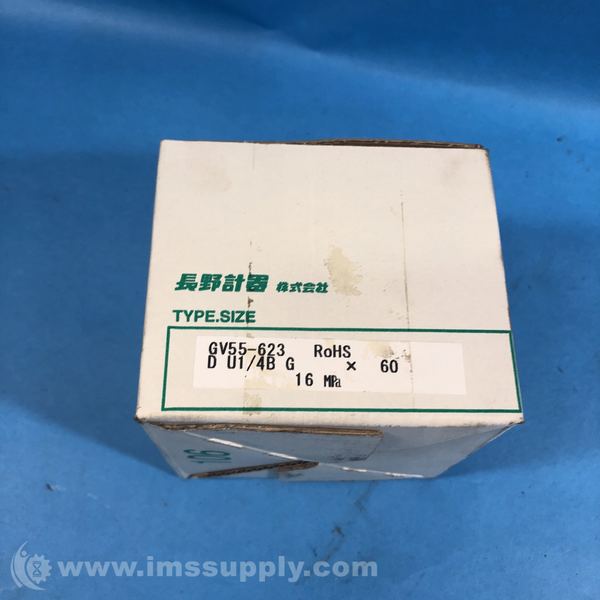 長野計器 株式会社
TYPE.SIZE
GV55-623 RoHS
D U1/4B G × 60
16 MPa
106
www.imssupply.com